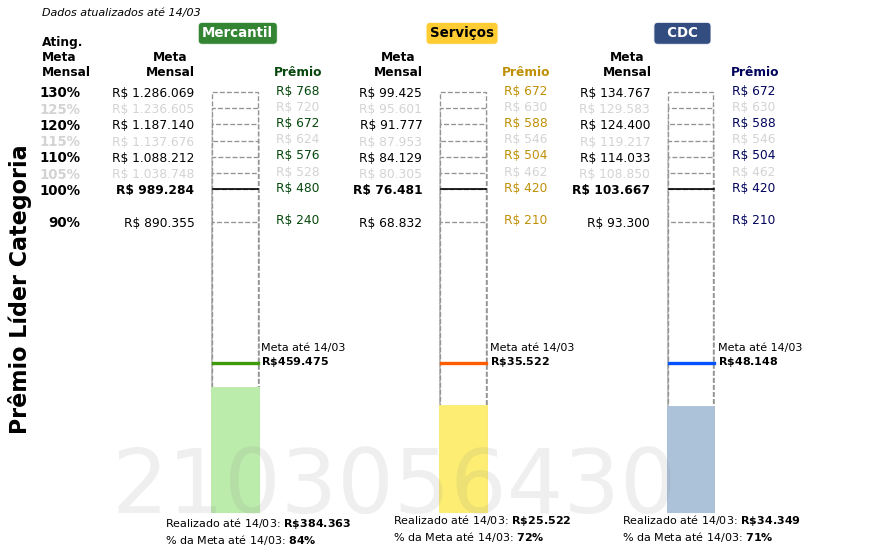 Dados atualizados até 14/03
Mercantil Serviços CDC
Ating.
Meta Meta Meta Meta
Mensal Mensal Prêmio Mensal Prêmio Mensal Prêmio
130% R$ 1.286.069 R$ 768 R$ 99.425 R$ 672 R$ 134.767 R$ 672
125% R$ 1.236.605 R$ 720 R$ 95.601 R$ 630 R$ 129.583 R$ 630
120% R$ 1.187.140 R$ 672 R$ 91.777 R$ 588 R$ 124.400 R$ 588
115% R$ 1.137.676 R$ 624 R$ 87.953 R$ 546 R$ 119.217 R$ 546
110% R$ 1.088.212 R$ 576 R$ 84.129 R$ 504 R$ 114.033 R$ 504
105% R$ 1.038.748 R$ 528 R$ 80.305 R$ 462 R$ 108.850 R$ 462
100% R$ 989.284 R$ 480 R$ 76.481 R$ 420 R$ 103.667 R$ 420
90% R$ 890.355 R$ 240 R$ 68.832 R$ 210 R$ 93.300 R$ 210
Prêmio Líder Categoria
Meta até 14/03 Meta até 14/03 Meta até 14/03
R$459.475 R$35.522 R$48.148
2103056430
Realizado até 14/03: R$384.363 Realizado até 14/03: R$25.522 Realizado até 14/03: R$34.349
% da Meta até 14/03: 84% % da Meta até 14/03: 72% % da Meta até 14/03: 71%